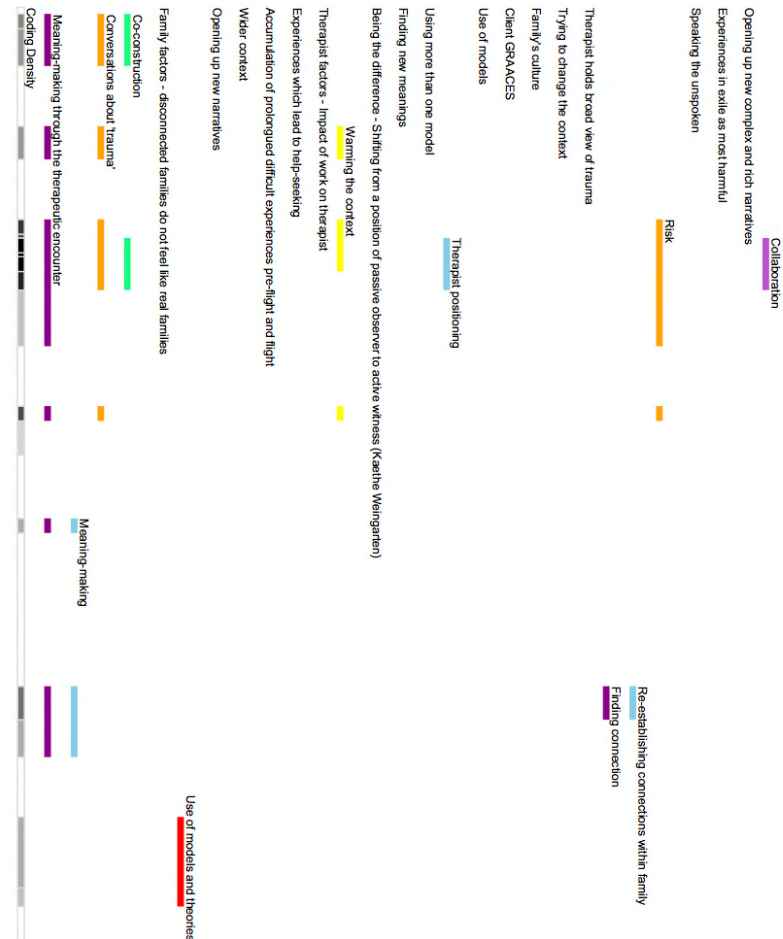 Coding Density
Meaning-making through the therapeutic encounter
Meaning-making
Conversations about 'trauma'
Co-construction
Family factors - disconnected families do not feel like real families
Use of models and theories
Opening up new narratives
Wider context
Accumulation of prolongued difficult experiences pre-flight and flight
Experiences which lead to help-seeking
Therapist factors - Impact of work on therapist
Warming the context
Being the difference - Shifting from a position of passive observer to active witness (Kaethe Weingarten)
Finding new meanings
Using more than one model
Therapist positioning
Use of models
Client GRAACES
Family's culture
Trying to change the context
Therapist holds broad view of trauma
Finding connection
Re-establishing connections within family
Risk
Speaking the unspoken
Experiences in exile as most harmful
Opening up new complex and rich narratives
Collaboration